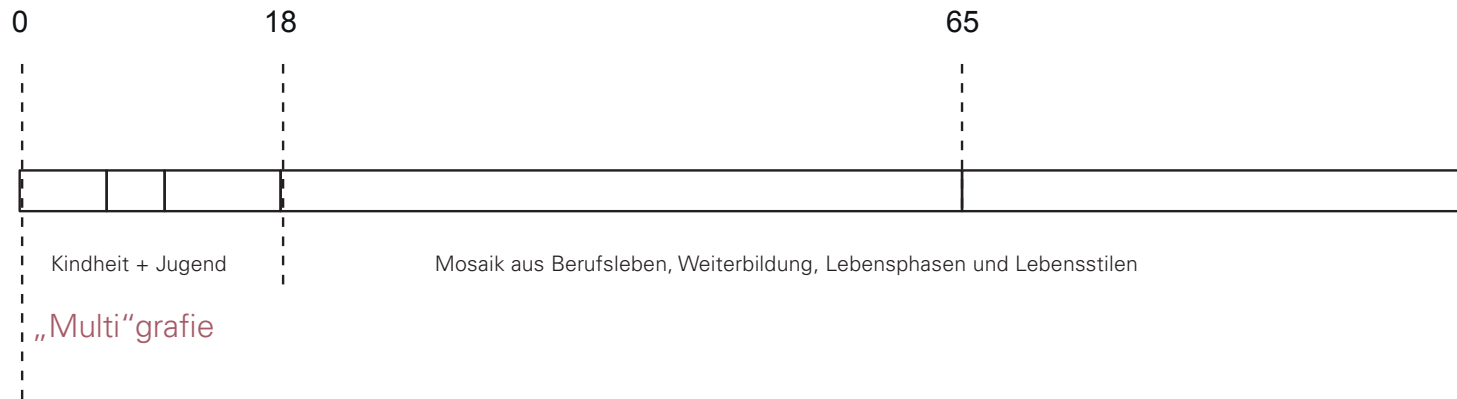 0 18 65
Kindheit + Jugend Mosaik aus Berufsleben, Weiterbildung, Lebensphasen und Lebensstilen
„Multi“grafie